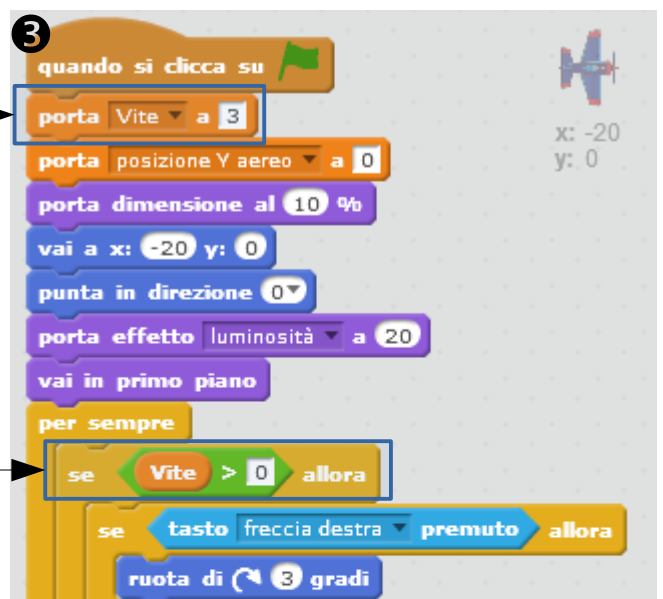 3
quando si clicca su
porta Vite a 3
x: -20
porta posizione Y aereo a 0
y: 0
porta dimensione al 10 %
vai a x: -20 y: 0
punta in direzione 0
porta effetto luminosità a 20
vai in primo piano
per sempre
se Vite > 0 allora
se tasto freccia destra premuto allora
ruota di 3 gradi